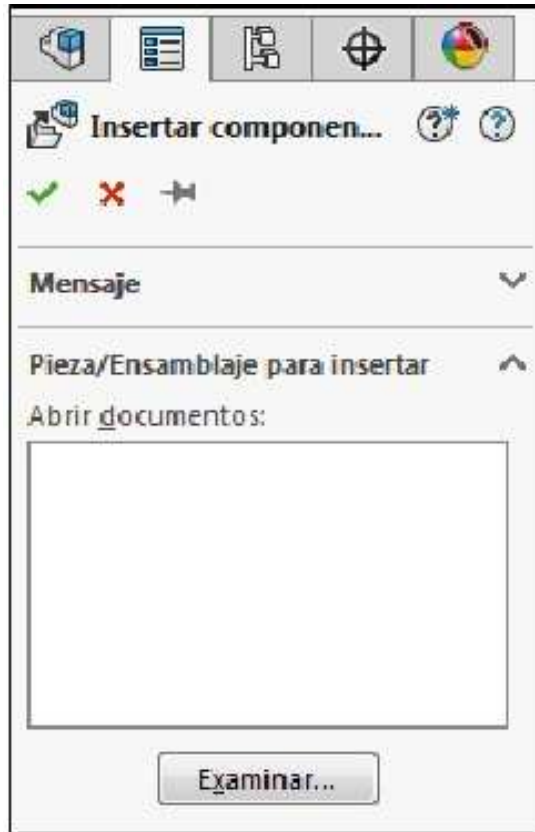 Insertar componen...
Mensaje
Pieza/Ensamblaje para insertar
Abrir documentos:
Examinar...